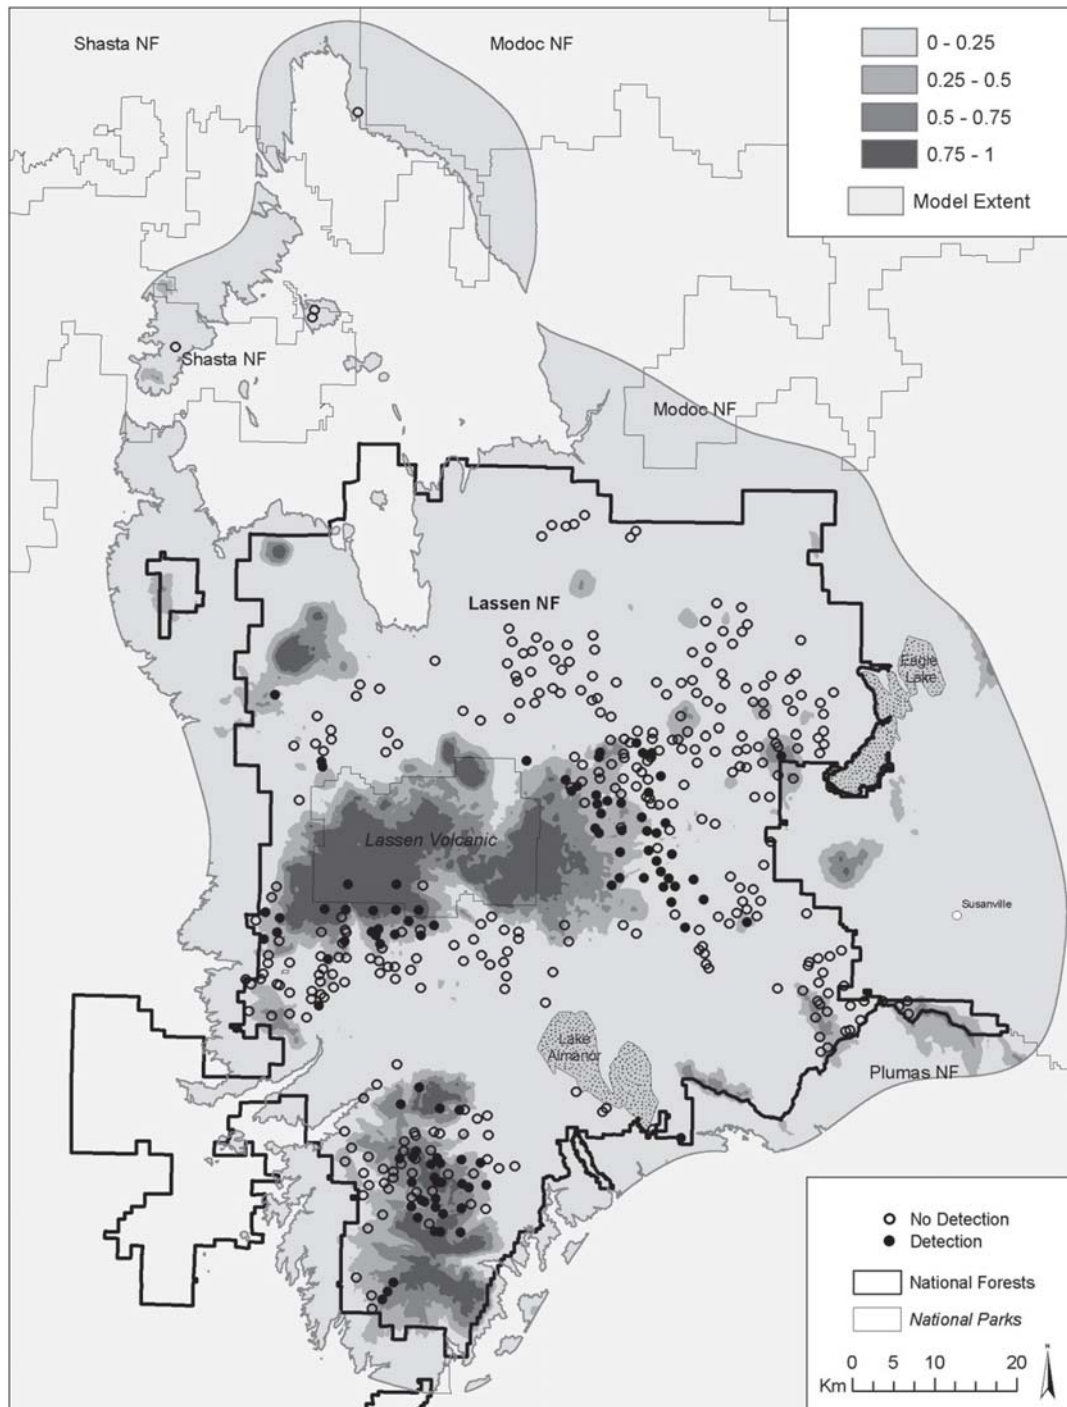 Shasta NF
Modoc NF
0 - 0.25
0.25 - 0.5
0.5 - 0.75
0.75 - 1
Model Extent
Shasta NF
Modoc NF
Lassen NF
Eagle
Lake
Lassen Volcanic
Susanville
Lake
Almanor
Plumas NF
No Detection
Detection
National Forests
National Parks
N
0 5 10 20
Km